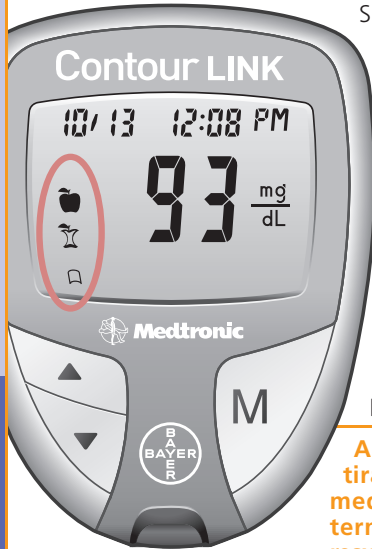 S
Contour LINK
10/13 12:08 PM
93 mg/dL
Medtronic
M
BAYER
BAYER
A
tira
med
term